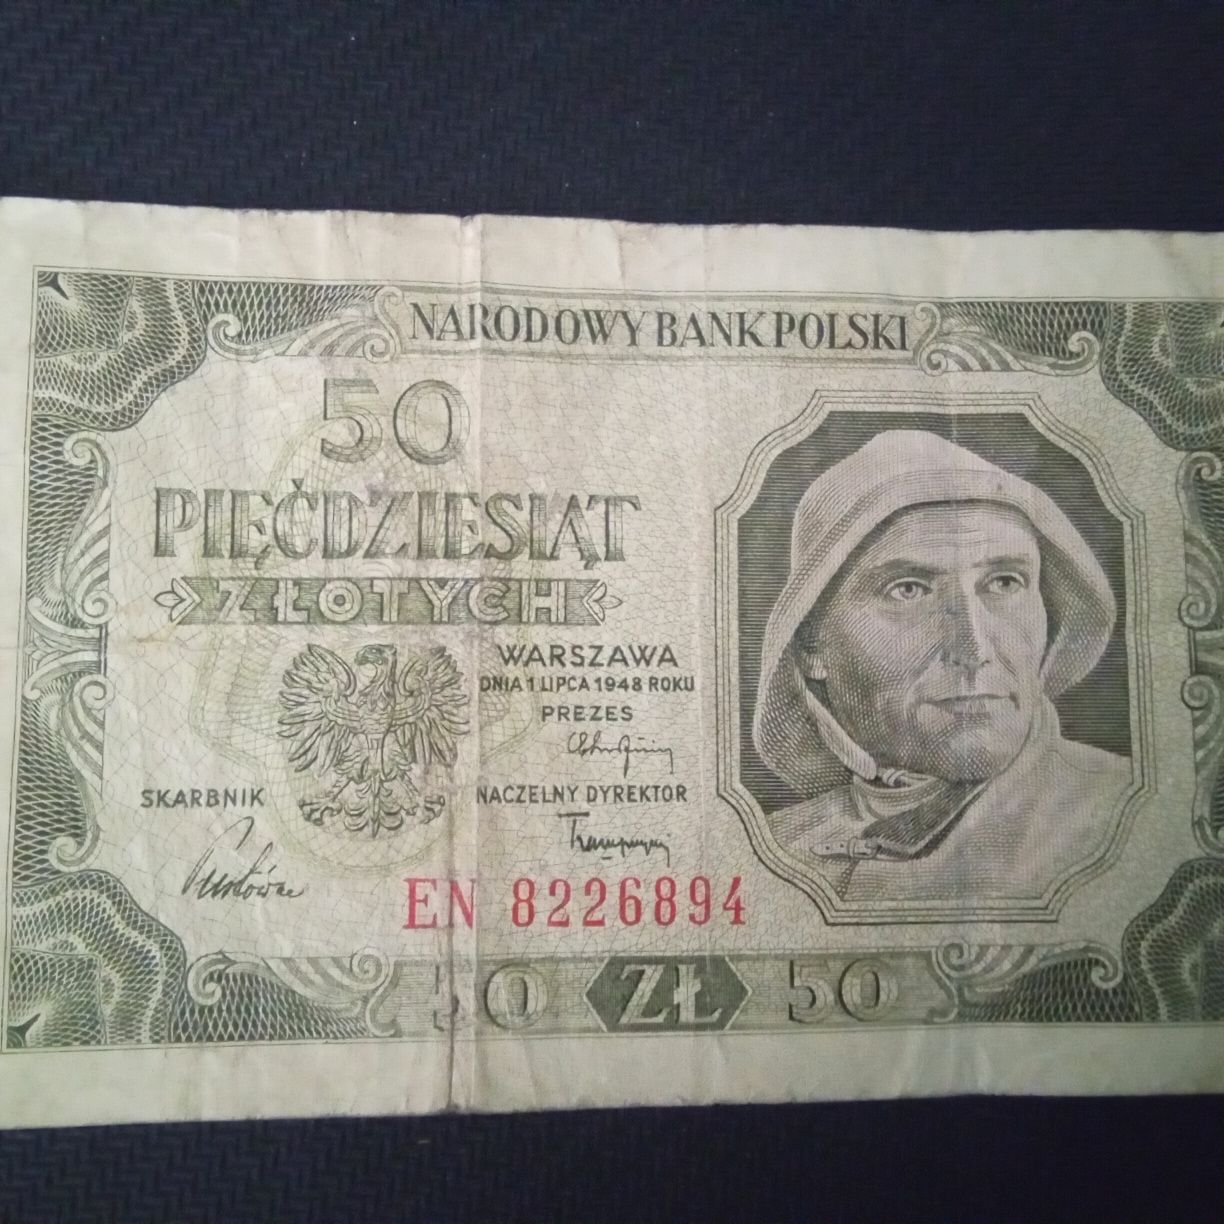 NARODOWY BANK POLSKI
50
PIĘĆDZIESIĄT
ZŁOTYCH
WARSZAWA
DNIA 1 LIPCA 1948 ROKU
PREZES
SKARBNIK
NACZELNY DYREKTOR
EN 8226894
50 ZŁ 50